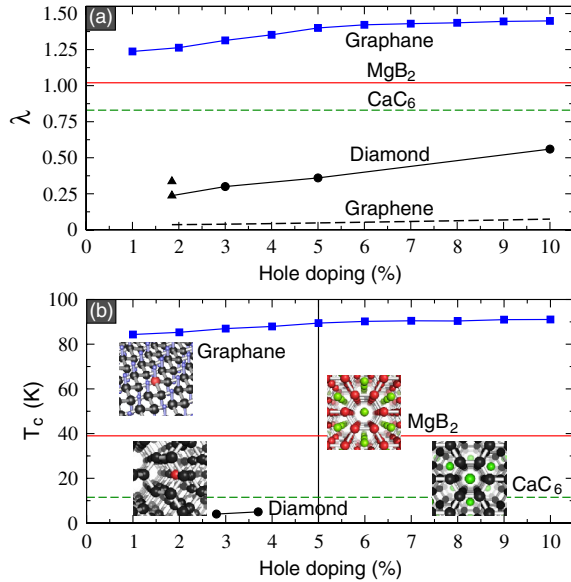 (a)
1.50
1.25
1.00
0.75
0.50
0.25
0
λ
Graphane
MgB₂
CaC₆
Diamond
Graphene
0 1 2 3 4 5 6 7 8 9 10
Hole doping (%)
(b)
100
80
60
40
20
0
T_c (K)
Graphane
MgB₂
CaC₆
Diamond
0 1 2 3 4 5 6 7 8 9 10
Hole doping (%)